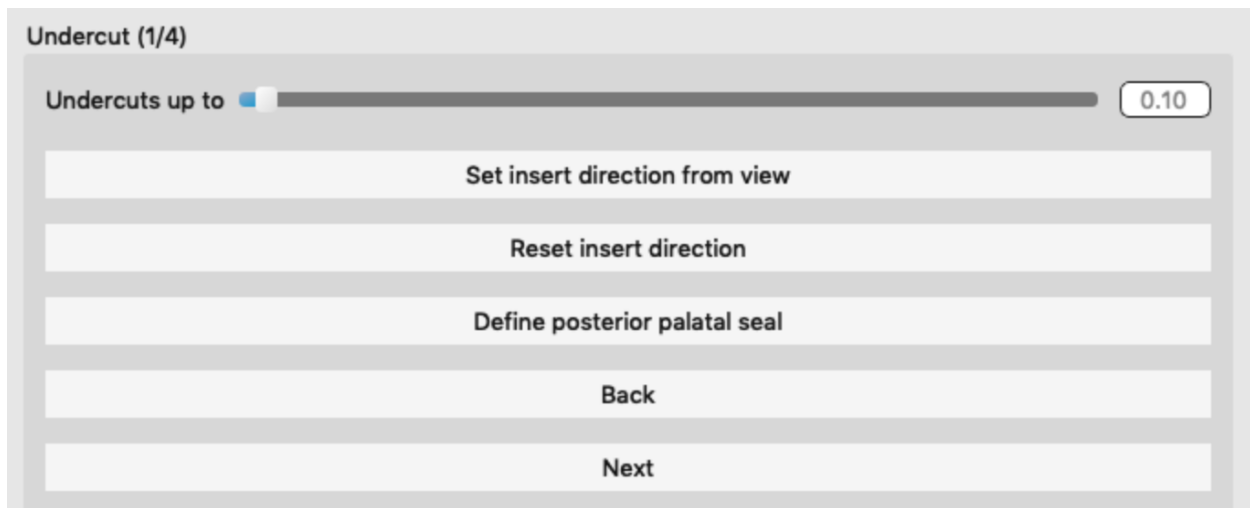 Undercut (1/4)
Undercuts up to 0.10
Set insert direction from view
Reset insert direction
Define posterior palatal seal
Back
Next